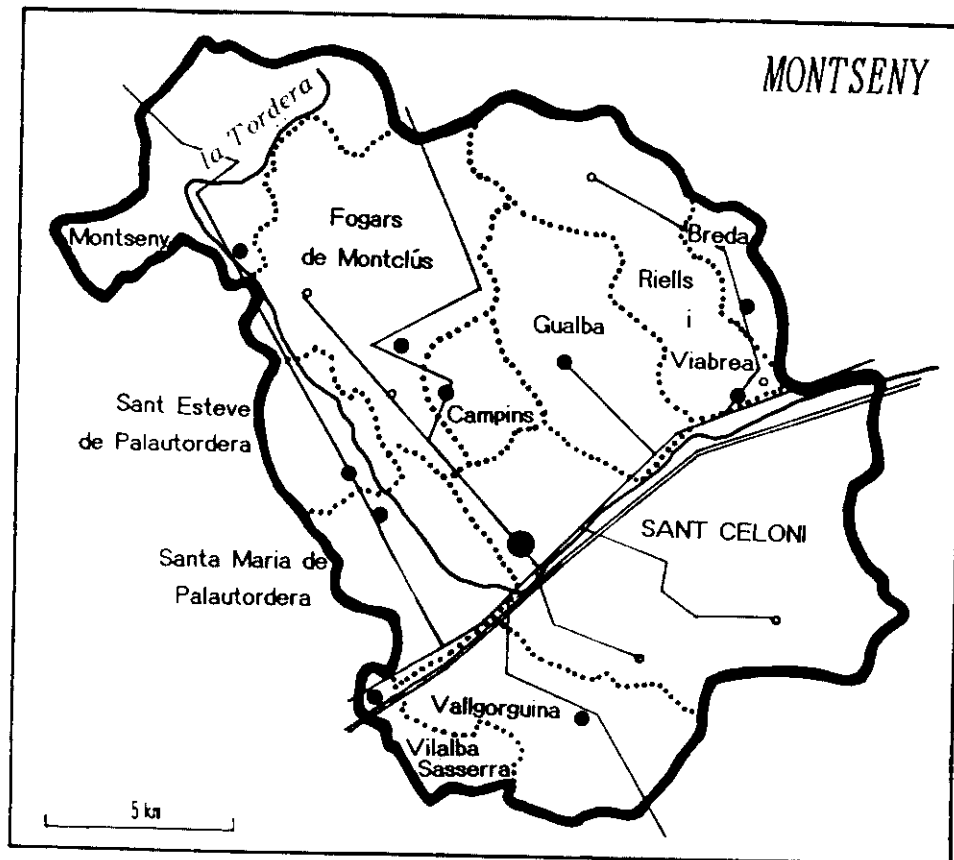 MONTSENY
la Tordera
Montseny
Fogars
de Montclús
Breda
Riells
i
Viabrea
Gualba
Campins
Sant Esteve
de Palautordera
SANT CELONI
Santa Maria de
Palautordera
Vallgorguina
Vilalba
Sasserra
5 km